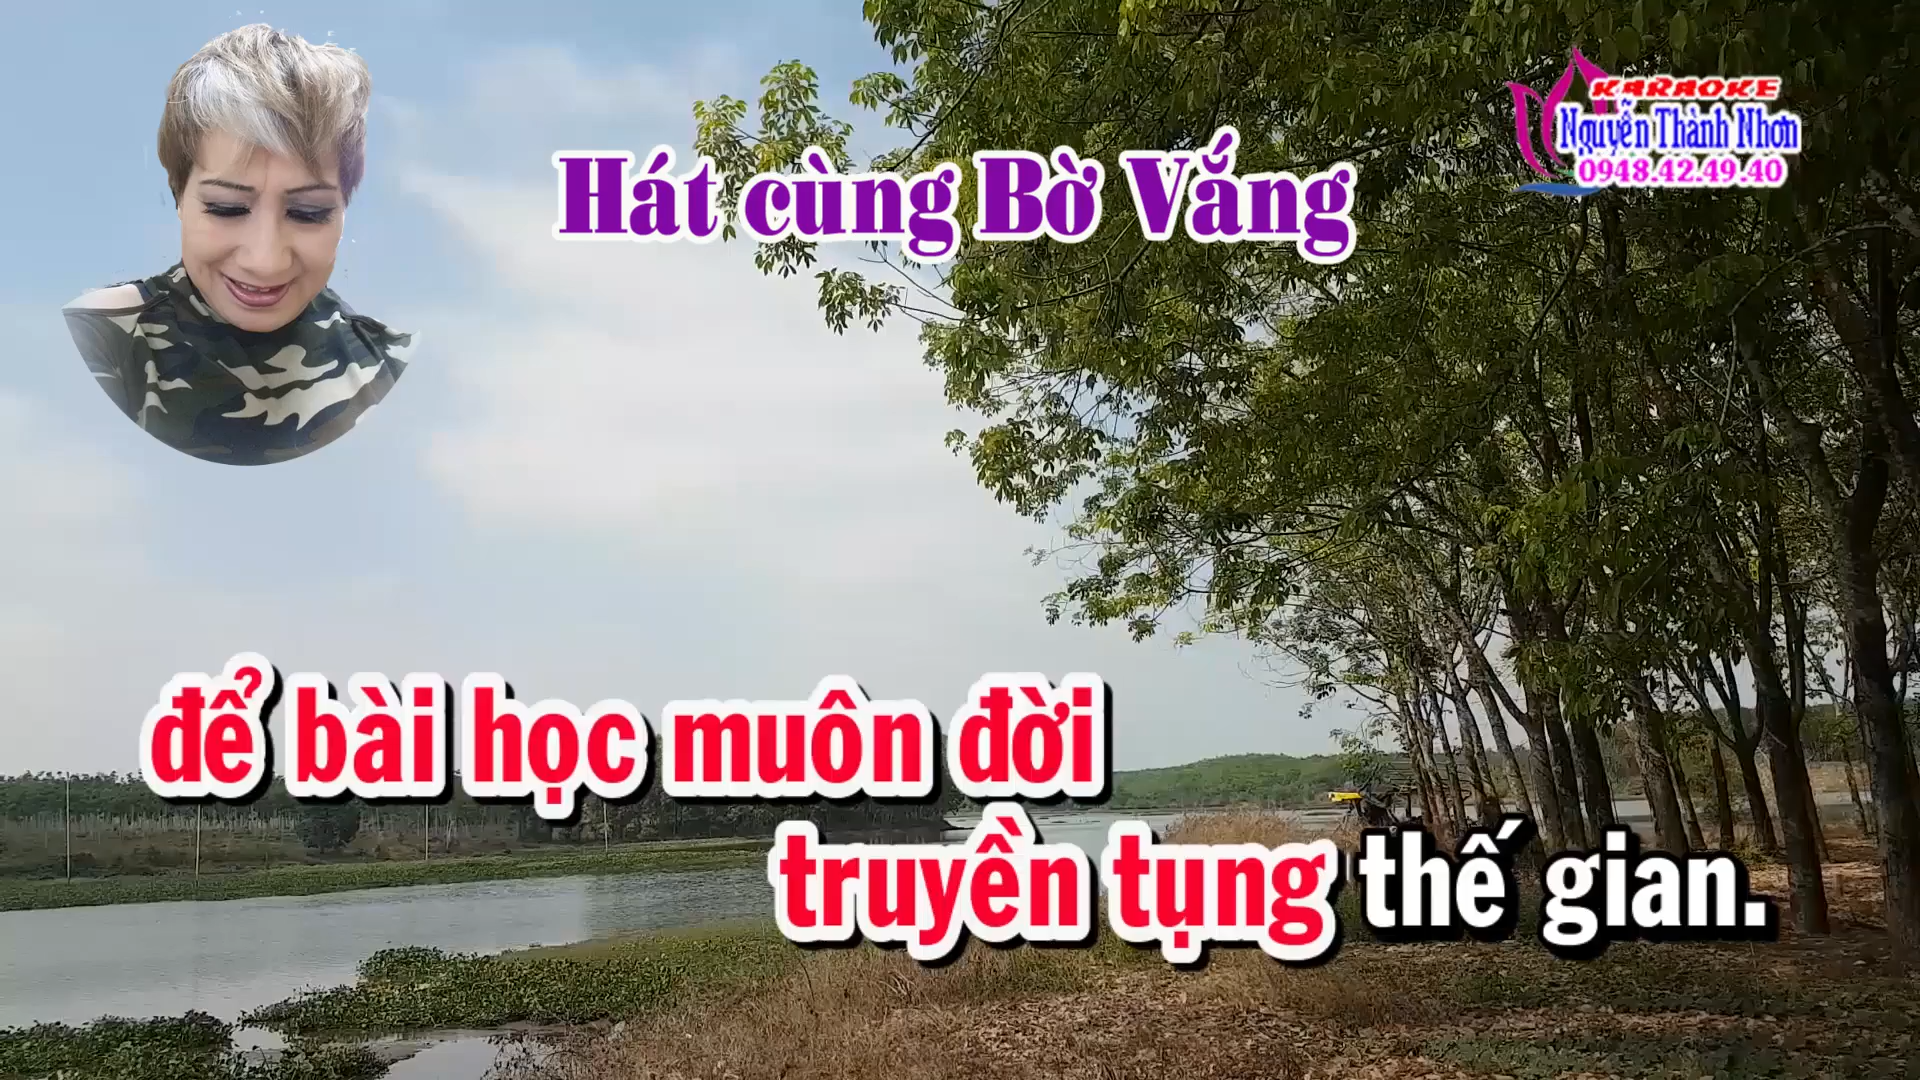 KARAOKE
Nguyễn Thành Nhơn
0948.42.49.40
Hát cùng Bờ Vắng
để bài học muôn đời
truyền tụng thế gian.